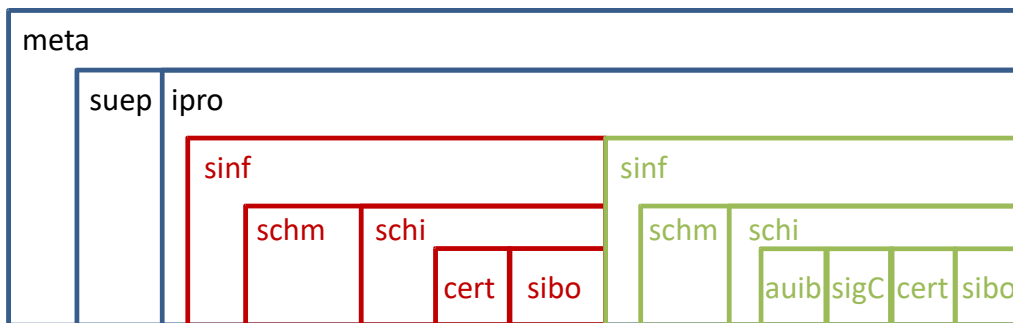 meta
suep ipro
sinf sinf
schm schi schm schi
cert sibo auib sigC cert sibo